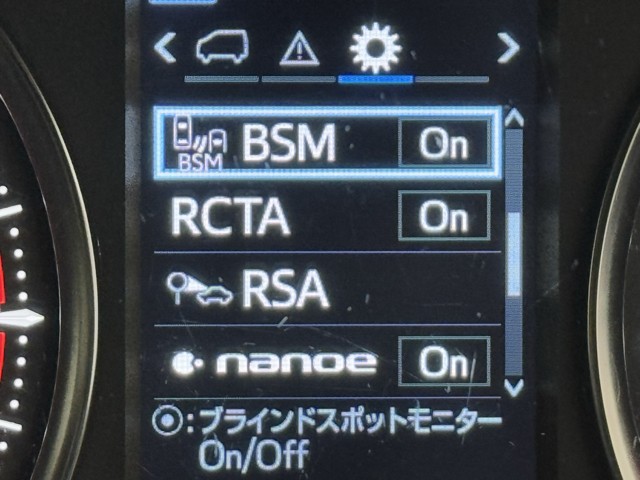 BSM BSM On
RCTA On
RSA
nanoe On
:ブラインドスポットモニター
On/Off